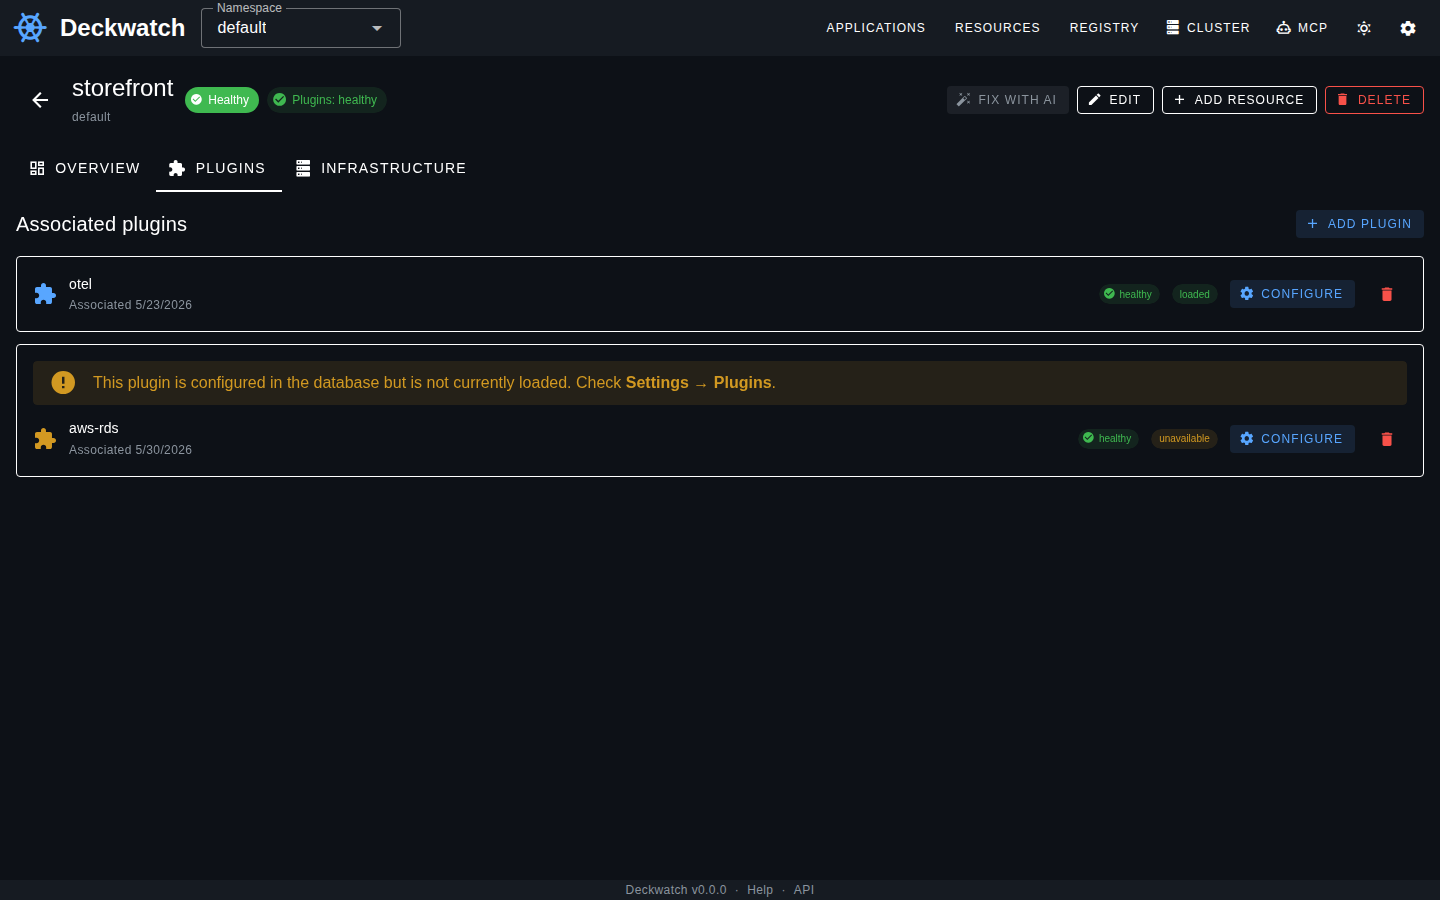 Deckwatch
Namespace
default
APPLICATIONS
RESOURCES
REGISTRY
CLUSTER
MCP
storefront
default
Healthy
Plugins: healthy
FIX WITH AI
EDIT
ADD RESOURCE
DELETE
OVERVIEW
PLUGINS
INFRASTRUCTURE
Associated plugins
ADD PLUGIN
otel
Associated 5/23/2026
healthy
loaded
CONFIGURE
This plugin is configured in the database but is not currently loaded. Check Settings → Plugins.
aws-rds
Associated 5/30/2026
healthy
unavailable
CONFIGURE
Deckwatch v0.0.0 · Help · API